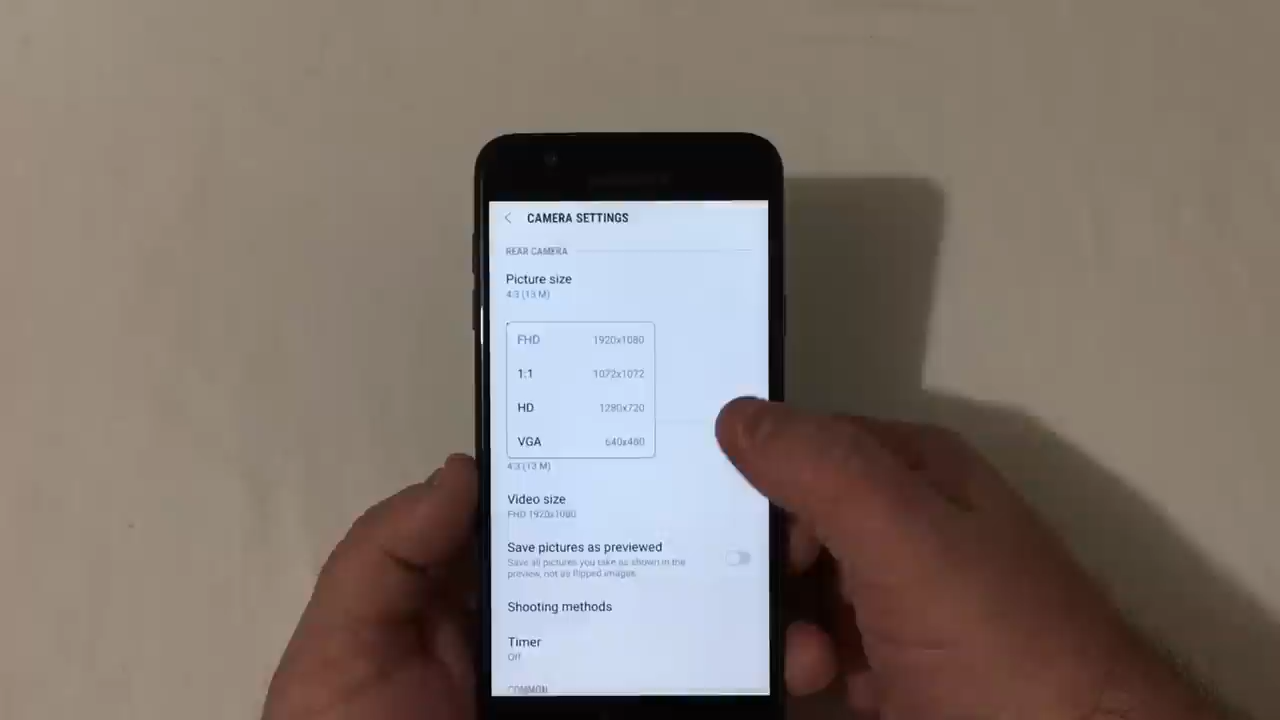 CAMERA SETTINGS
REAR CAMERA
Picture size
4:3 (13 M)
FHD 1920x1080
1:1 1072x1072
HD 1280x720
VGA 640x480
4:3 (13 M)
Video size
FHD 1920x1080
Save pictures as previewed
Save all pictures you take as shown in the
preview, not as flipped images.
Shooting methods
Timer
Off
COMMON